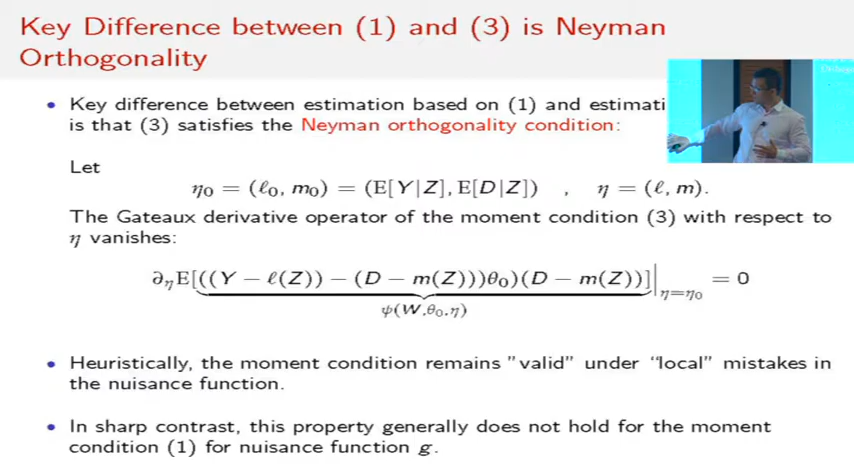 Key Difference between (1) and (3) is Neyman
Orthogonality
• Key difference between estimation based on (1) and estimati
is that (3) satisfies the Neyman orthogonality condition:
Let
η₀ = (ℓ₀, m₀) = (E[Y|Z], E[D|Z]) , η = (ℓ, m).
The Gateaux derivative operator of the moment condition (3) with respect to
η vanishes:
∂_ηE[((Y − ℓ(Z)) − (D − m(Z)))θ₀)(D − m(Z))]|_{η=η₀} = 0
ψ(W,θ₀,η)
• Heuristically, the moment condition remains "valid" under “local” mistakes in
the nuisance function.
• In sharp contrast, this property generally does not hold for the moment
condition (1) for nuisance function g.